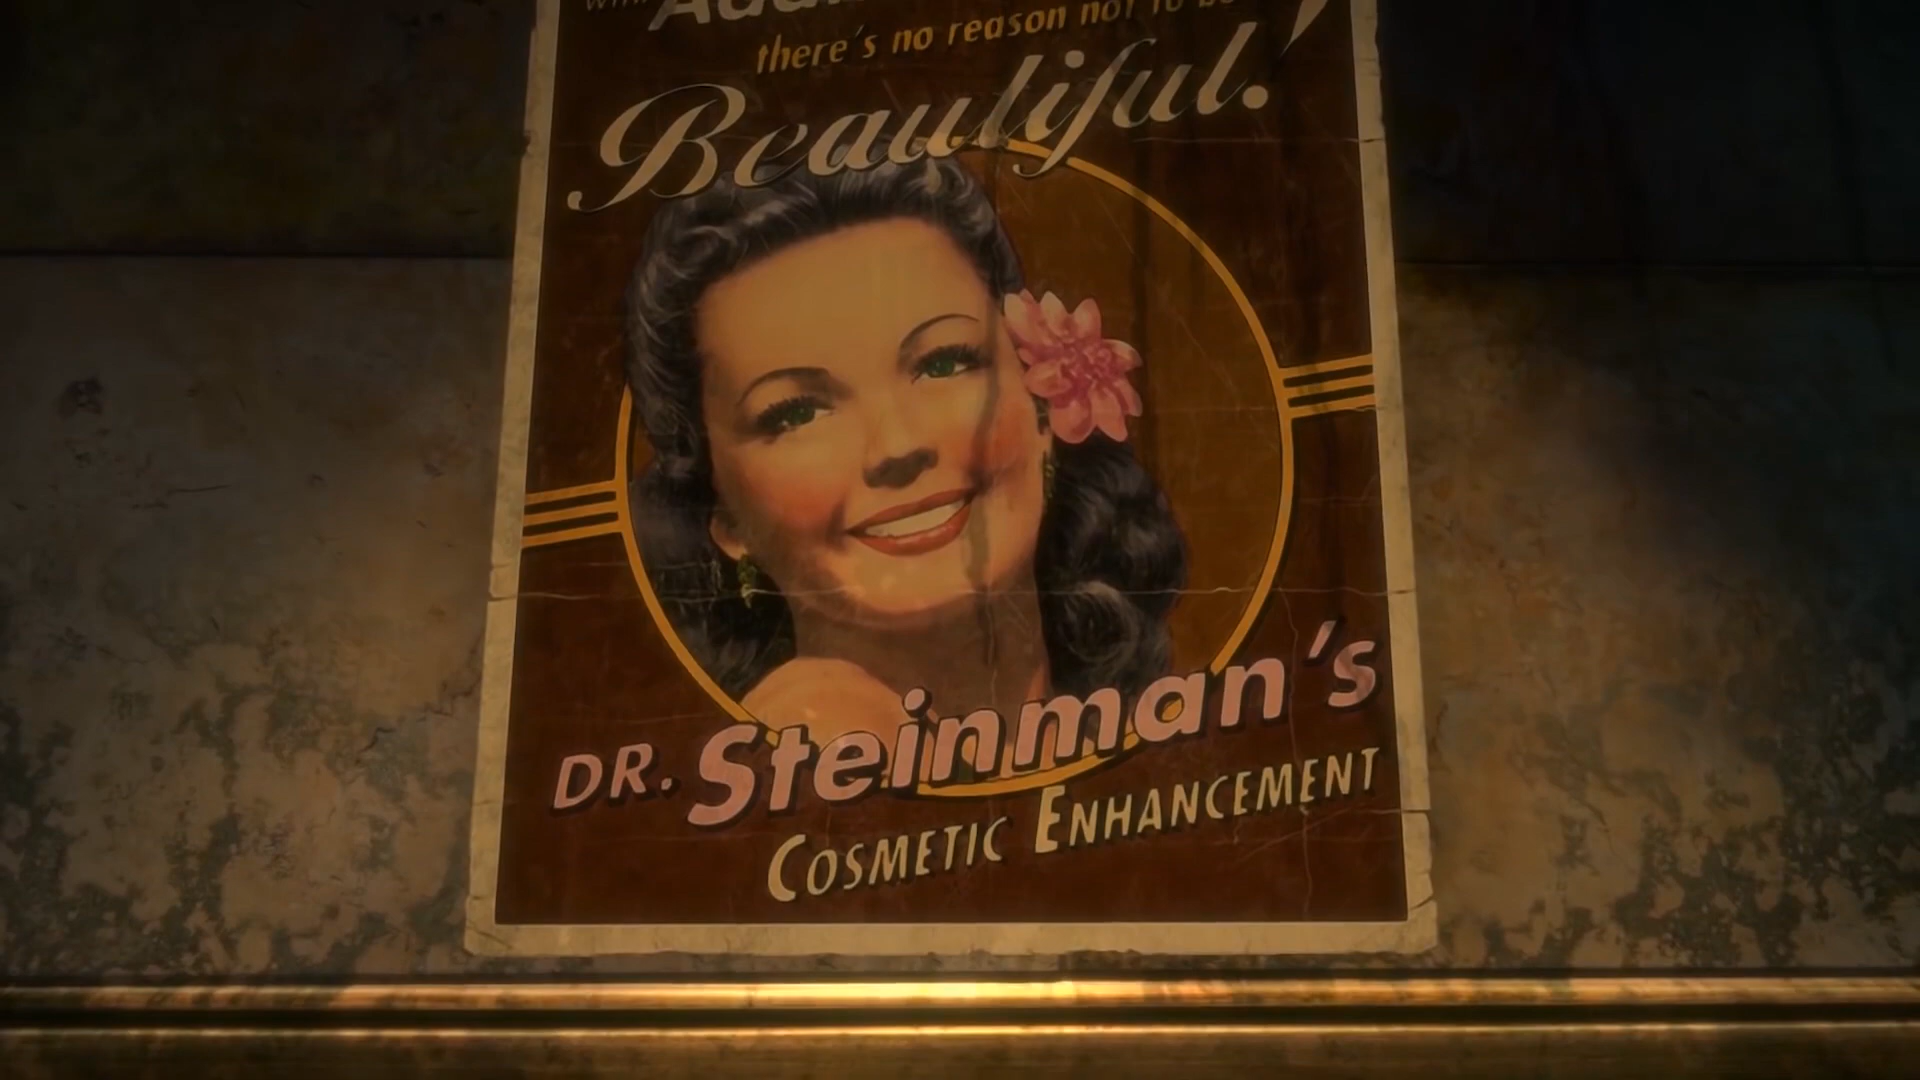 there's no reason not to be
Beautiful!
DR. Steinman's
COSMETIC ENHANCEMENT